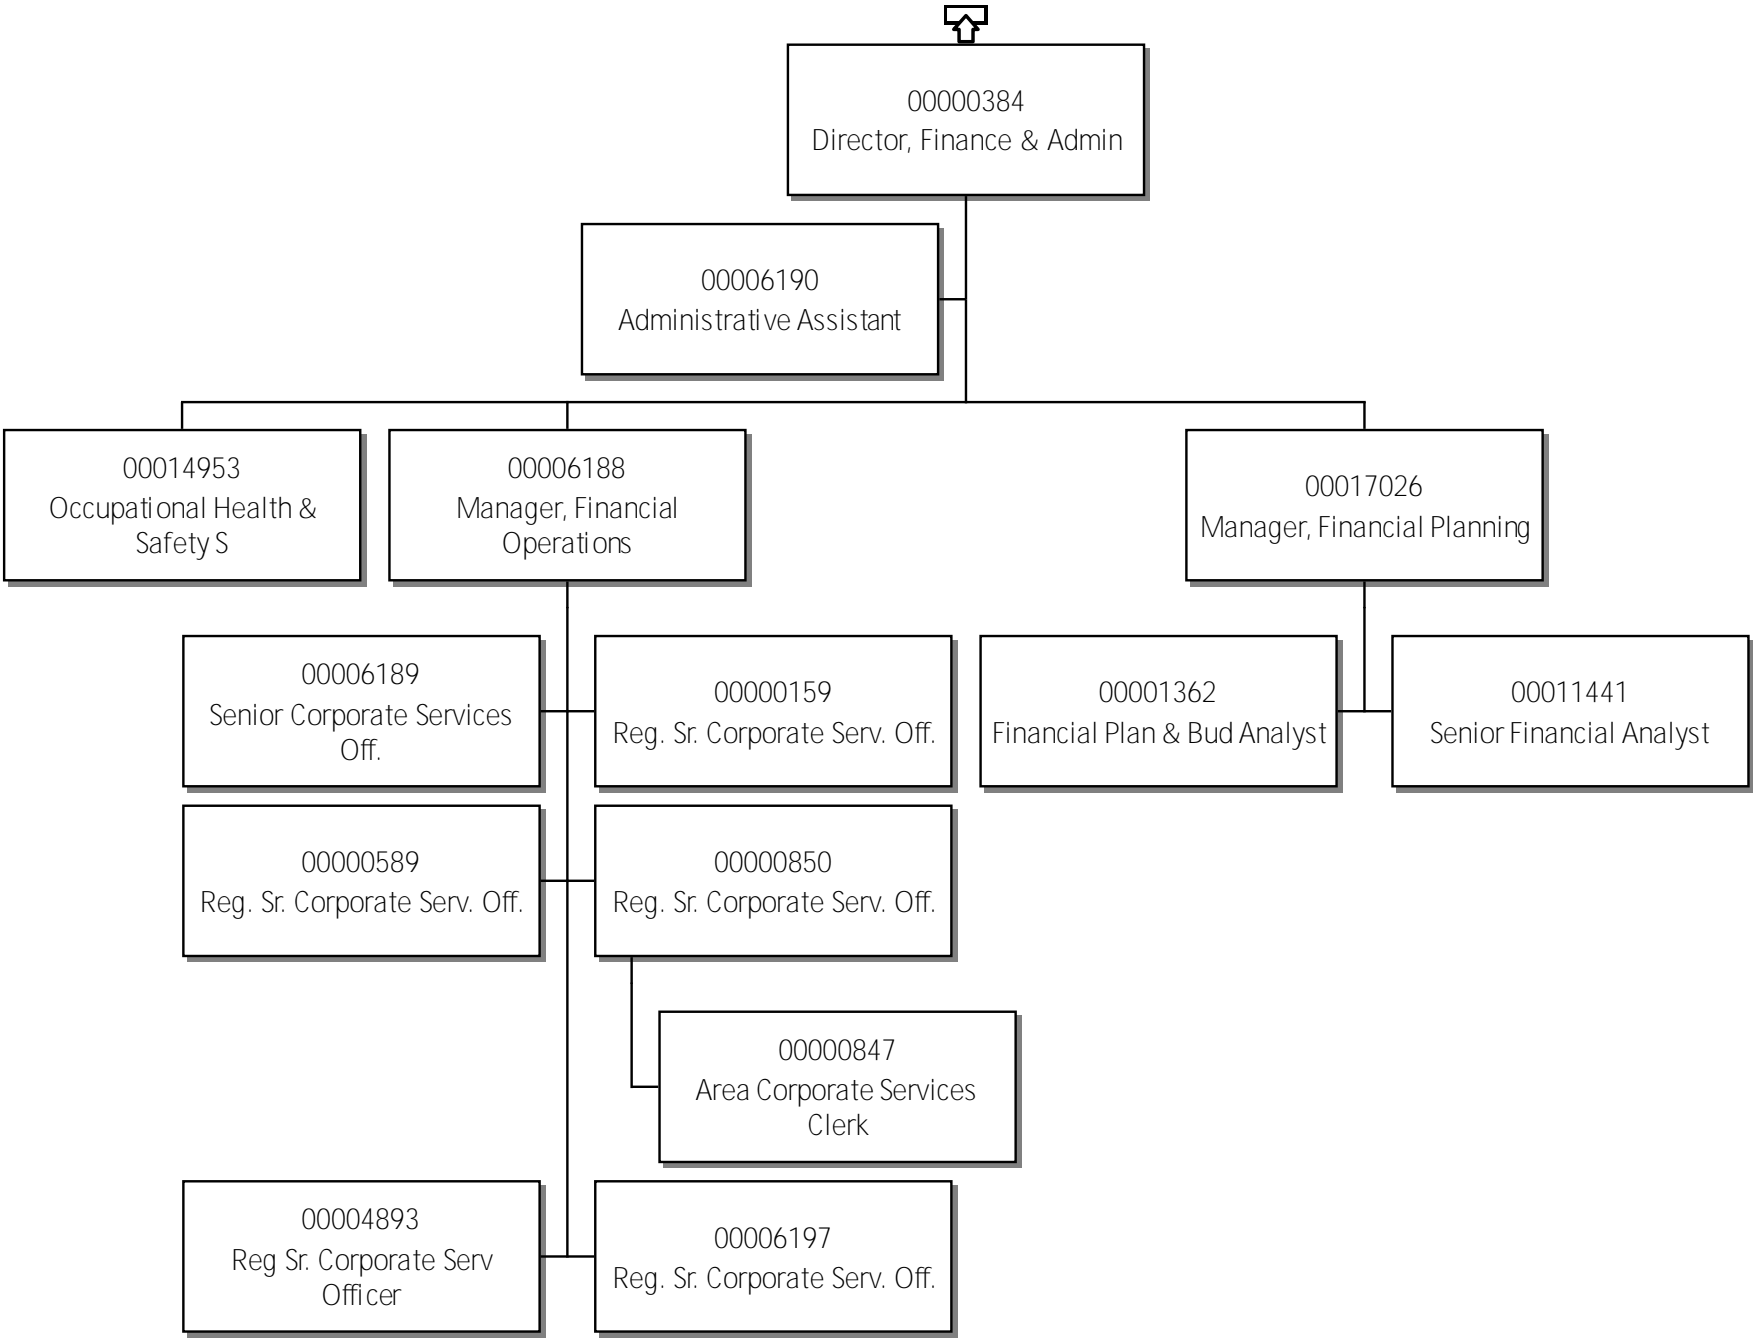 00000384
Director, Finance & Admin
00006190
Administrative Assistant
00014953
Occupational Health &
Safety S
00006188
Manager, Financial
Operations
00017026
Manager, Financial Planning
00006189
Senior Corporate Services
Off.
00000159
Reg. Sr. Corporate Serv. Off.
00001362
Financial Plan & Bud Analyst
00011441
Senior Financial Analyst
00000589
Reg. Sr. Corporate Serv. Off.
00000850
Reg. Sr. Corporate Serv. Off.
00000847
Area Corporate Services
Clerk
00004893
Reg Sr. Corporate Serv
Officer
00006197
Reg. Sr. Corporate Serv. Off.